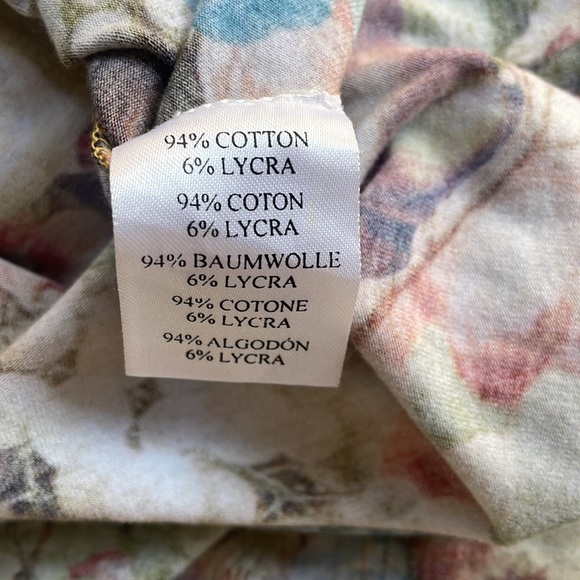 94% COTTON
6% LYCRA
94% COTON
6% LYCRA
94% BAUMWOLLE
6% LYCRA
94% COTONE
6% LYCRA
94% ALGODÓN
6% LYCRA